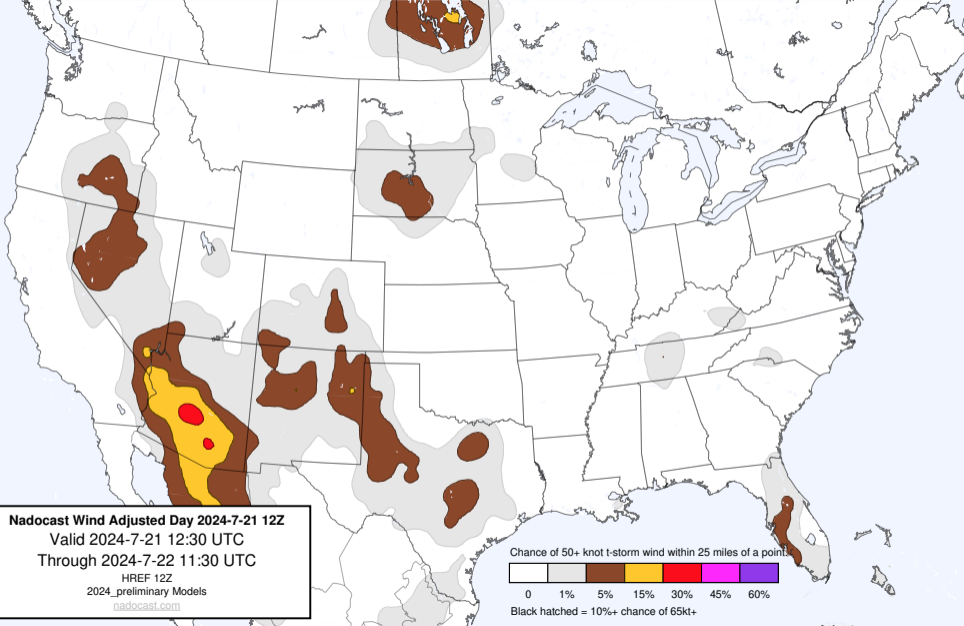 Nadocast Wind Adjusted Day 2024-7-21 12Z
Valid 2024-7-21 12:30 UTC
Through 2024-7-22 11:30 UTC
HREF 12Z
2024_preliminary Models
nadocast.com
Chance of 50+ knot t-storm wind within 25 miles of a point.
0 1% 5% 15% 30% 45% 60%
Black hatched = 10%+ chance of 65kt+